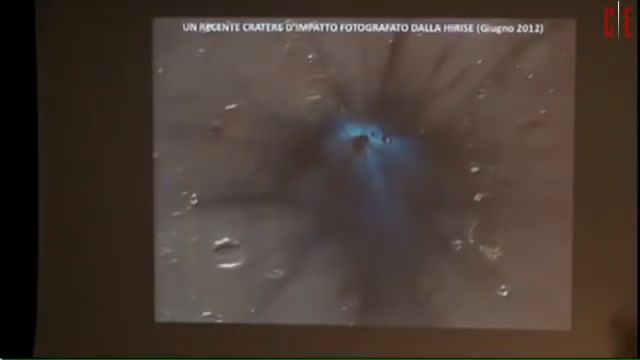 UN RECENTE CRATERE D'IMPATTO FOTOGRAFATO DALLA HIRISE (Giugno 2012)
C E